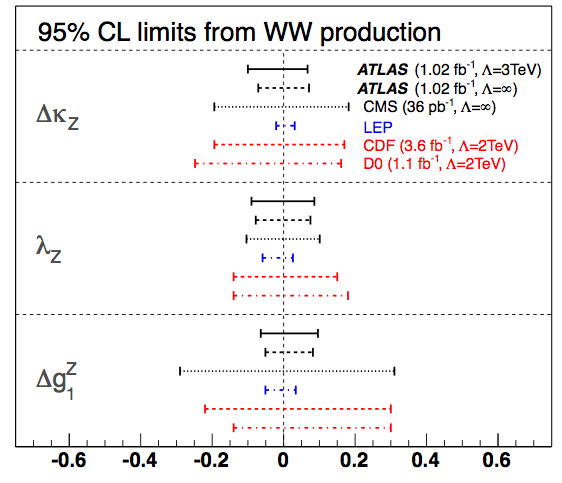 95% CL limits from WW production
ATLAS (1.02 fb⁻¹, Λ=3TeV)
ATLAS (1.02 fb⁻¹, Λ=∞)
CMS (36 pb⁻¹, Λ=∞)
LEP
CDF (3.6 fb⁻¹, Λ=2TeV)
D0 (1.1 fb⁻¹, Λ=2TeV)
Δκ_Z
λ_Z
Δg₁ᶻ
-0.6 -0.4 -0.2 0 0.2 0.4 0.6